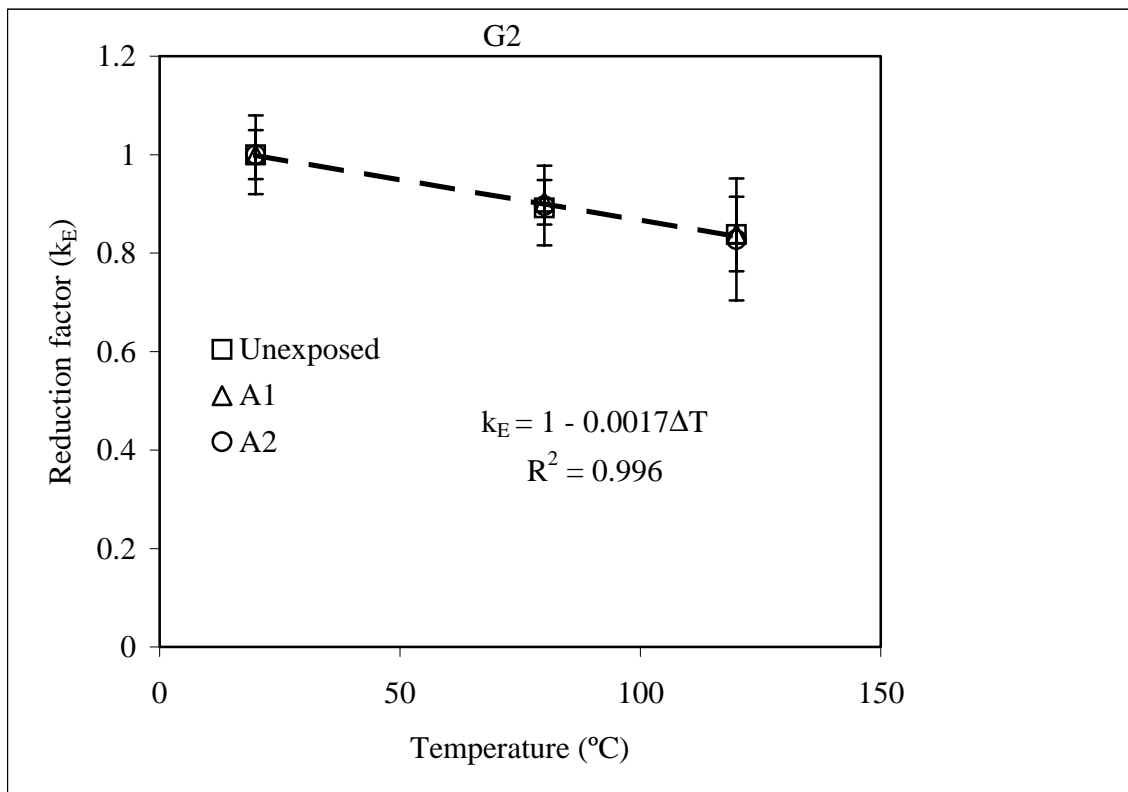 G2
1.2
1
0.8
0.6
0.4
0.2
0
Reduction factor (kE)
Unexposed
A1
A2
kE = 1 - 0.0017ΔT
R2 = 0.996
0 50 100 150
Temperature (ºC)